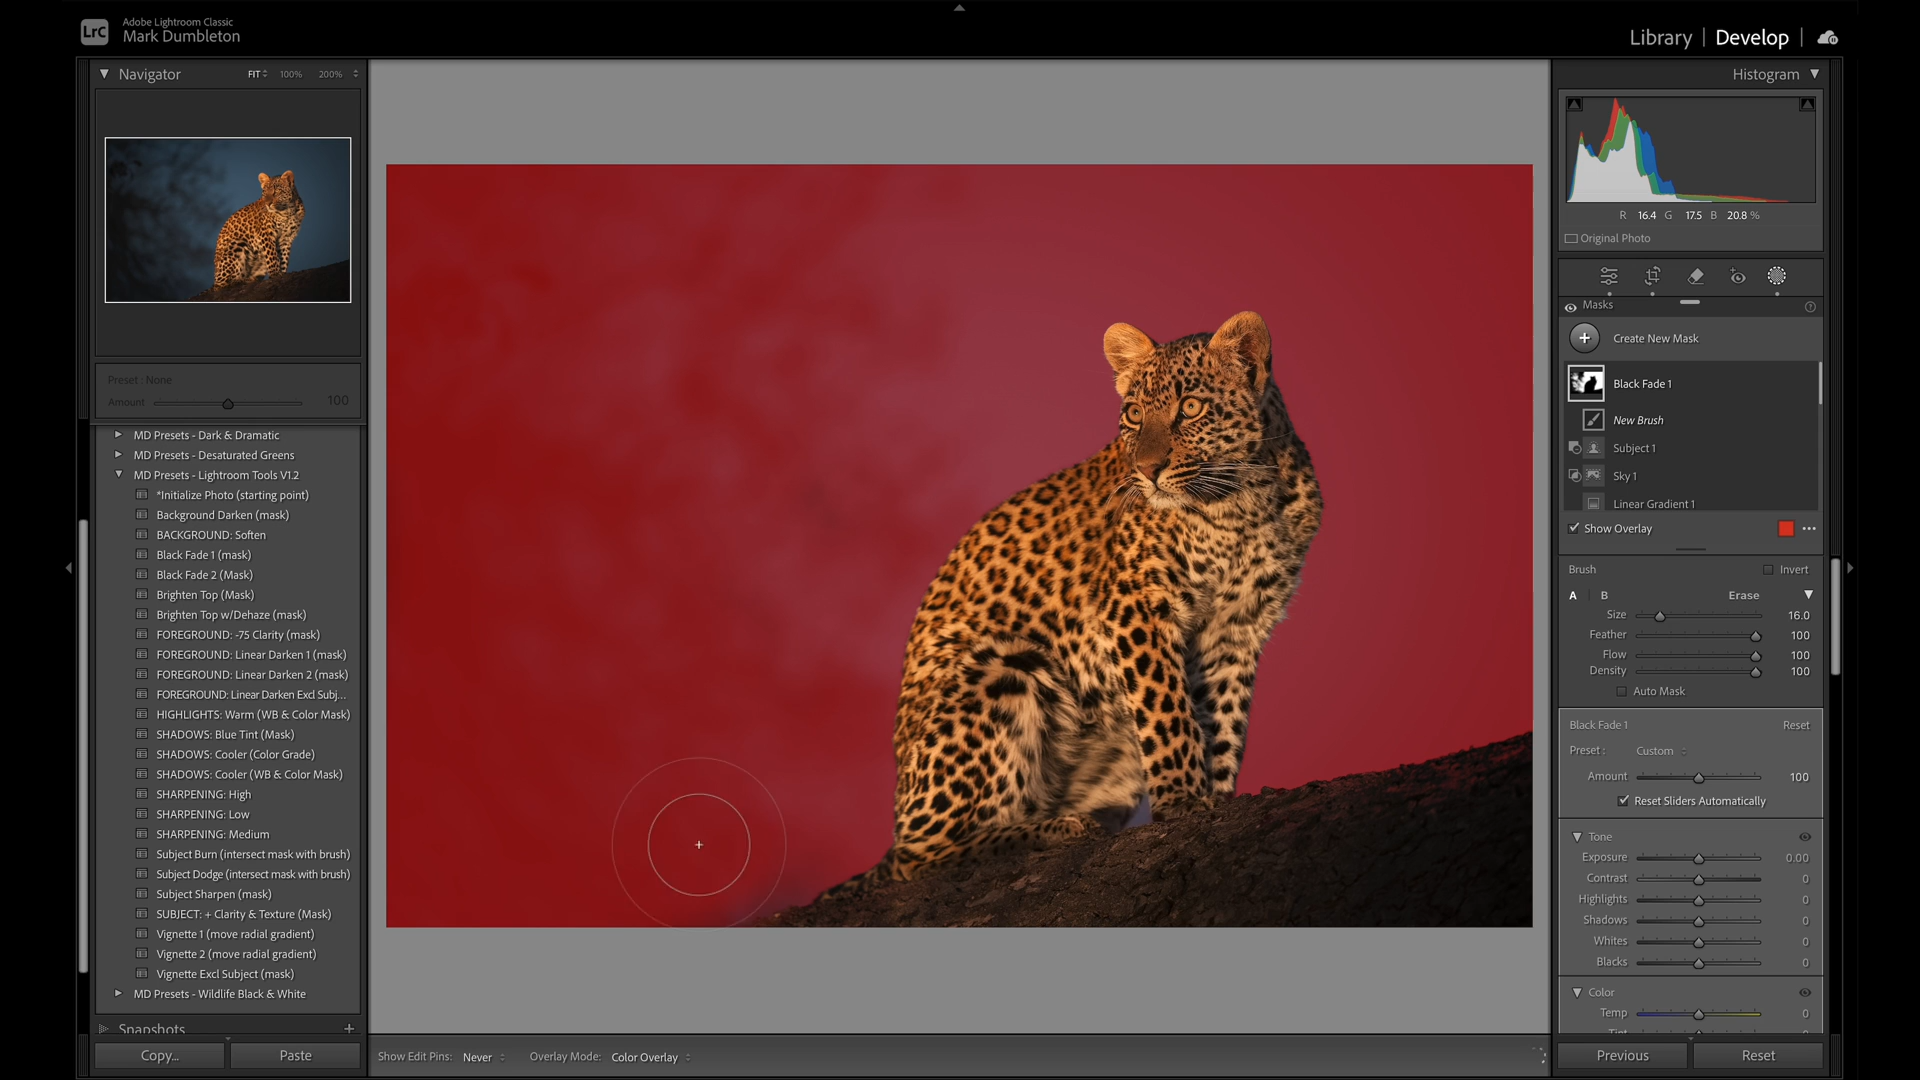 LrC
Adobe Lightroom Classic
Mark Dumbleton
Library | Develop |
Navigator FIT 100% 200%
Preset : None
Amount 100
MD Presets - Dark & Dramatic
MD Presets - Desaturated Greens
MD Presets - Lightroom Tools V1.2
*Initialize Photo (starting point)
Background Darken (mask)
BACKGROUND: Soften
Black Fade 1 (mask)
Black Fade 2 (Mask)
Brighten Top (Mask)
Brighten Top w/Dehaze (mask)
FOREGROUND: -75 Clarity (mask)
FOREGROUND: Linear Darken 1 (mask)
FOREGROUND: Linear Darken 2 (mask)
FOREGROUND: Linear Darken Excl Subj...
HIGHLIGHTS: Warm (WB & Color Mask)
SHADOWS: Blue Tint (Mask)
SHADOWS: Cooler (Color Grade)
SHADOWS: Cooler (WB & Color Mask)
SHARPENING: High
SHARPENING: Low
SHARPENING: Medium
Subject Burn (intersect mask with brush)
Subject Dodge (intersect mask with brush)
Subject Sharpen (mask)
SUBJECT: + Clarity & Texture (Mask)
Vignette 1 (move radial gradient)
Vignette 2 (move radial gradient)
Vignette Excl Subject (mask)
MD Presets - Wildlife Black & White
Snapshots +
Copy... Paste
Show Edit Pins: Never Overlay Mode: Color Overlay
Histogram
R 16.4 G 17.5 B 20.8 %
Original Photo
Masks
Create New Mask
Black Fade 1
New Brush
Subject 1
Sky 1
Linear Gradient 1
Show Overlay
Brush Invert
A B Erase
Size 16.0
Feather 100
Flow 100
Density 100
Auto Mask
Black Fade 1 Reset
Preset : Custom
Amount 100
Reset Sliders Automatically
Tone
Exposure 0.00
Contrast 0
Highlights 0
Shadows 0
Whites 0
Blacks 0
Color
Temp 0
Tint
Previous Reset